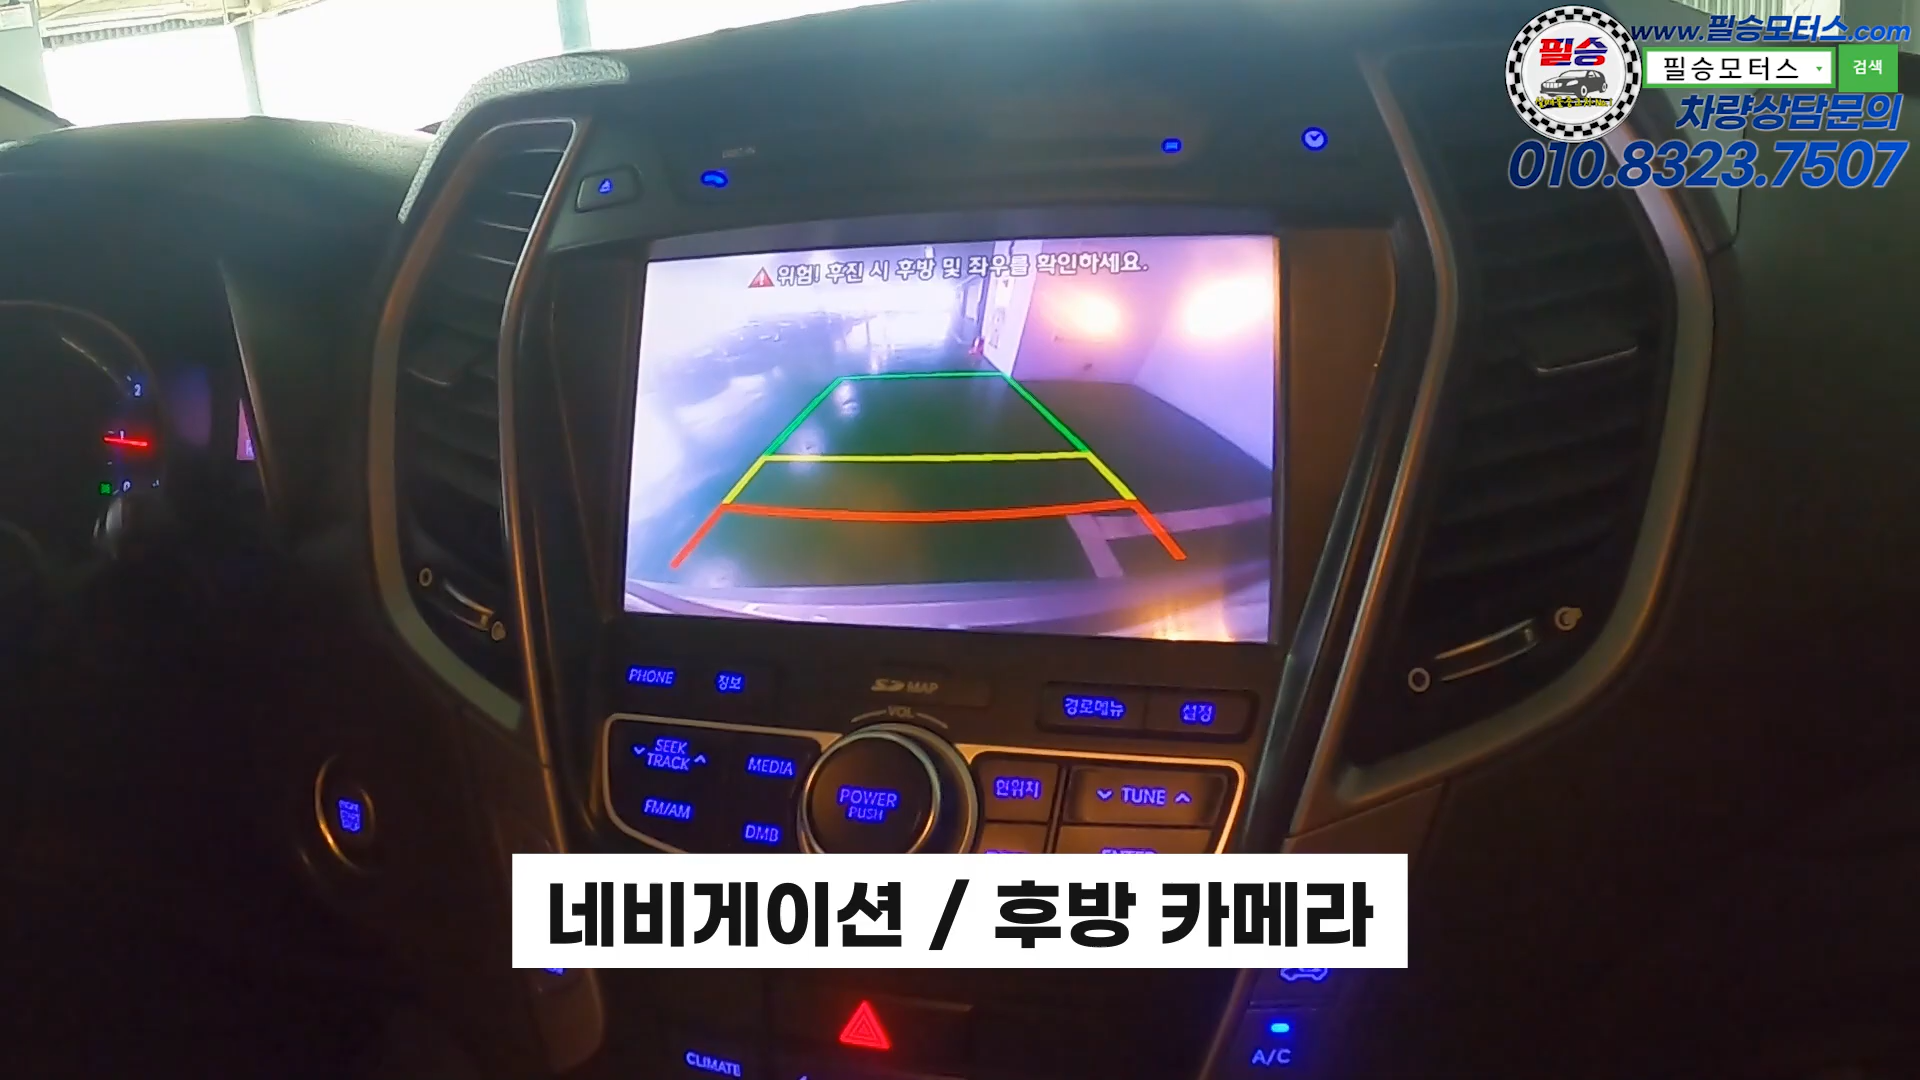 www.필승모터스.com
필승
필승모터스
검색
차량상담문의
010.8323.7507
위험! 후진 시 후방 및 좌우를 확인하세요.
2
1
0
PHONE
정보
SD MAP
VOL
경로메뉴
설정
SEEK
TRACK
MEDIA
POWER
PUSH
현위치
TUNE
FM/AM
DMB
네비게이션 / 후방 카메라
A/C
CLIMATE